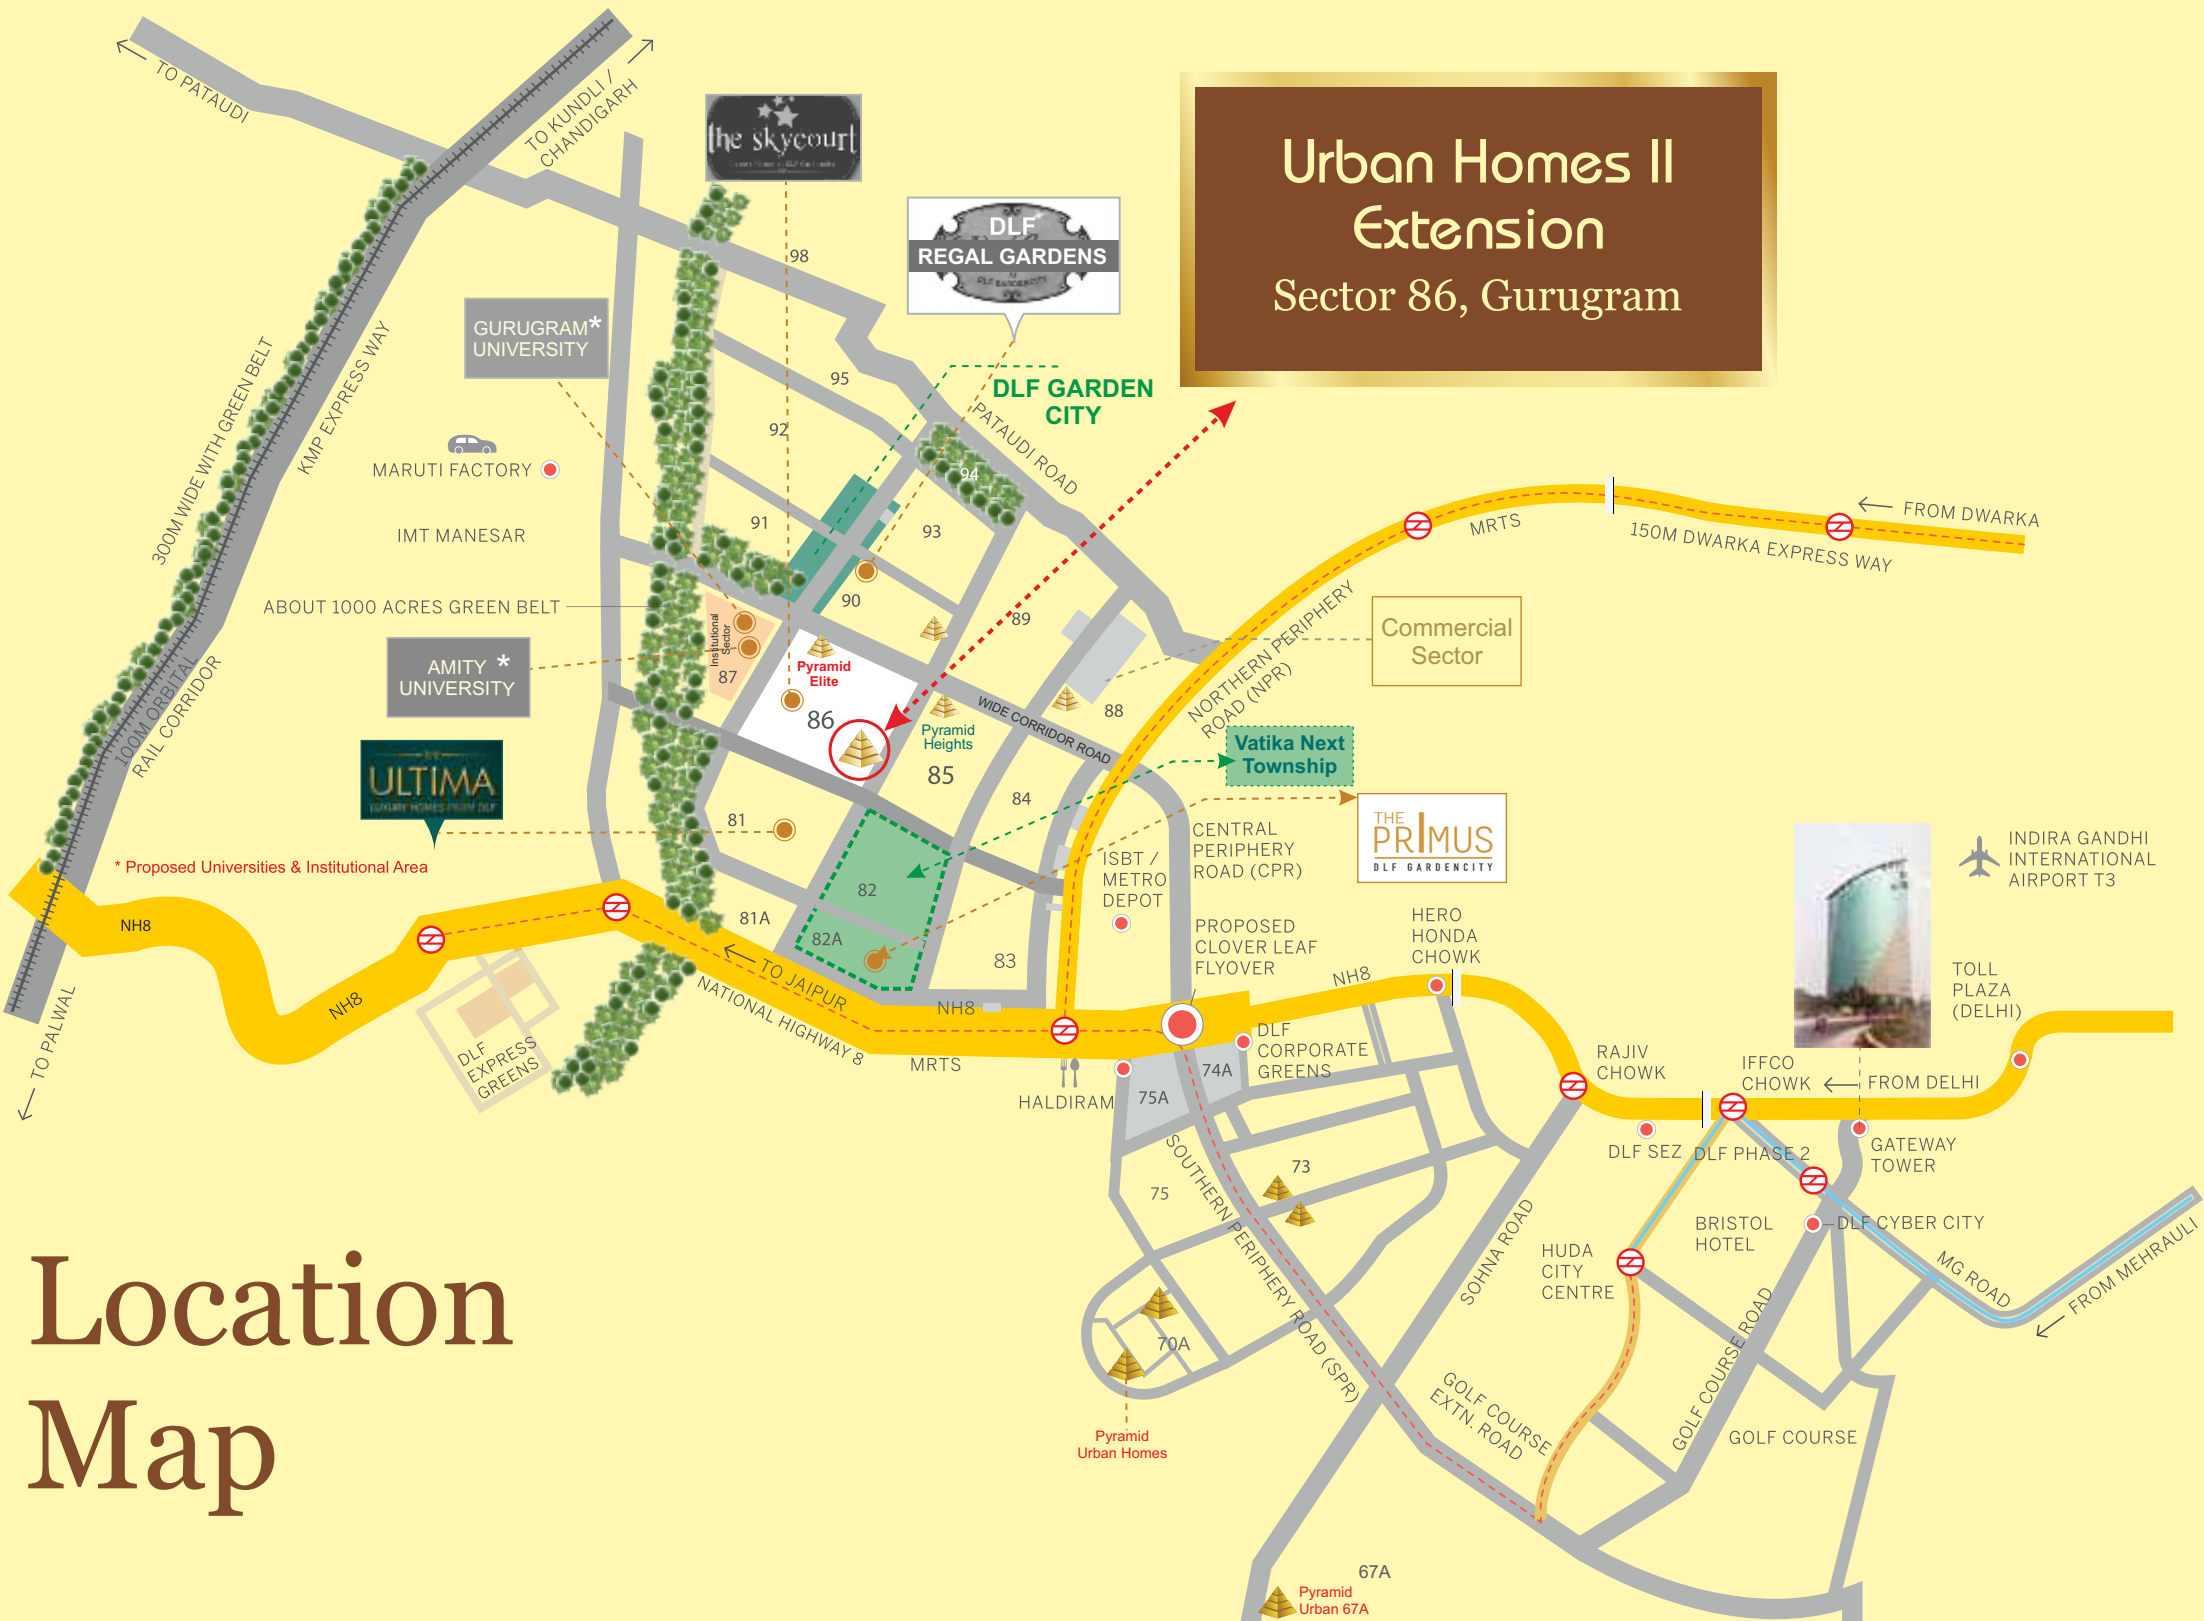 Urban Homes II
Extension
Sector 86, Gurugram
TO PATAUDI
TO KUNDLI /
CHANDIGARH
the skycourt
DLF
REGAL GARDENS
98
GURUGRAM*
UNIVERSITY
95
DLF GARDEN
CITY
PATAUDI ROAD
300M WIDE WITH GREEN BELT
KMP EXPRESS WAY
92
MARUTI FACTORY
94
IMT MANESAR
91
93
MRTS
FROM DWARKA
150M DWARKA EXPRESS WAY
ABOUT 1000 ACRES GREEN BELT
90
89
Institutional
Sector
87
NORTHERN PERIPHERY
ROAD (NPR)
Commercial
Sector
AMITY *
UNIVERSITY
Pyramid
Elite
86
88
WIDE CORRIDOR ROAD
Pyramid
Heights
85
100M ORBITAL
RAIL CORRIDOR
Vatika Next
Township
ULTIMA
LUXURY HOMES FROM DLF
84
81
THE
PRIMUS
DLF GARDENCITY
CENTRAL
PERIPHERY
ROAD (CPR)
ISBT /
METRO
DEPOT
INDIRA GANDHI
INTERNATIONAL
AIRPORT T3
* Proposed Universities & Institutional Area
82
81A
82A
83
NH8
HERO
HONDA
CHOWK
PROPOSED
CLOVER LEAF
FLYOVER
TO JAIPUR
NATIONAL HIGHWAY 8
NH8
NH8
NH8
TOLL
PLAZA
(DELHI)
TO PALWAL
DLF
EXPRESS
GREENS
MRTS
HALDIRAM
DLF
CORPORATE
GREENS
74A
75A
RAJIV
CHOWK
IFFCO
CHOWK
FROM DELHI
DLF SEZ
DLF PHASE 2
GATEWAY
TOWER
75
73
SOUTHERN PERIPHERY ROAD (SPR)
SOHNA ROAD
BRISTOL
HOTEL
DLF CYBER CITY
HUDA
CITY
CENTRE
MG ROAD
FROM MEHRAULI
70A
GOLF COURSE ROAD
GOLF COURSE
EXTN. ROAD
GOLF COURSE
Pyramid
Urban Homes
67A
Pyramid
Urban 67A
Location
Map